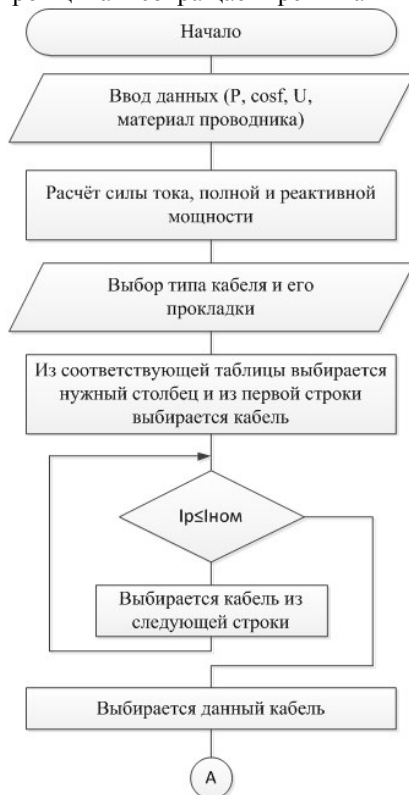 Начало
Ввод данных (P, cosf, U,
материал проводника)
Расчёт силы тока, полной и реактивной
мощности
Выбор типа кабеля и его
прокладки
Из соответствующей таблицы выбирается
нужный столбец и из первой строки
выбирается кабель
Iр≤Iном
Выбирается кабель из
следующей строки
Выбирается данный кабель
А